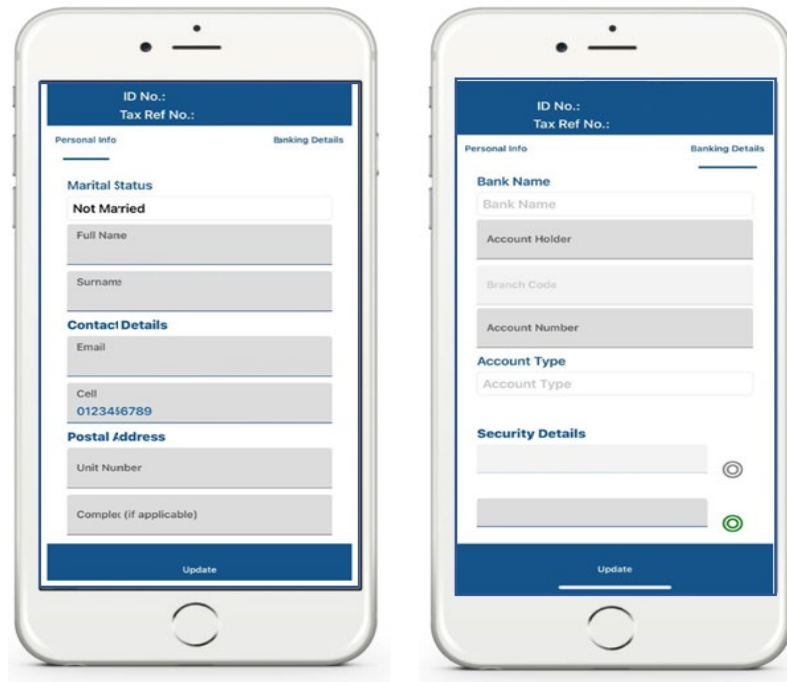 ID No.:
Tax Ref No.:
Personal Info
Banking Details
Marital Status
Not Married
Full Name
Surname
Contact Details
Email
Cell
0123456789
Postal Address
Unit Number
Complex (if applicable)
Update
ID No.:
Tax Ref No.:
Personal Info
Banking Details
Bank Name
Bank Name
Account Holder
Branch Code
Account Number
Account Type
Account Type
Security Details
Update